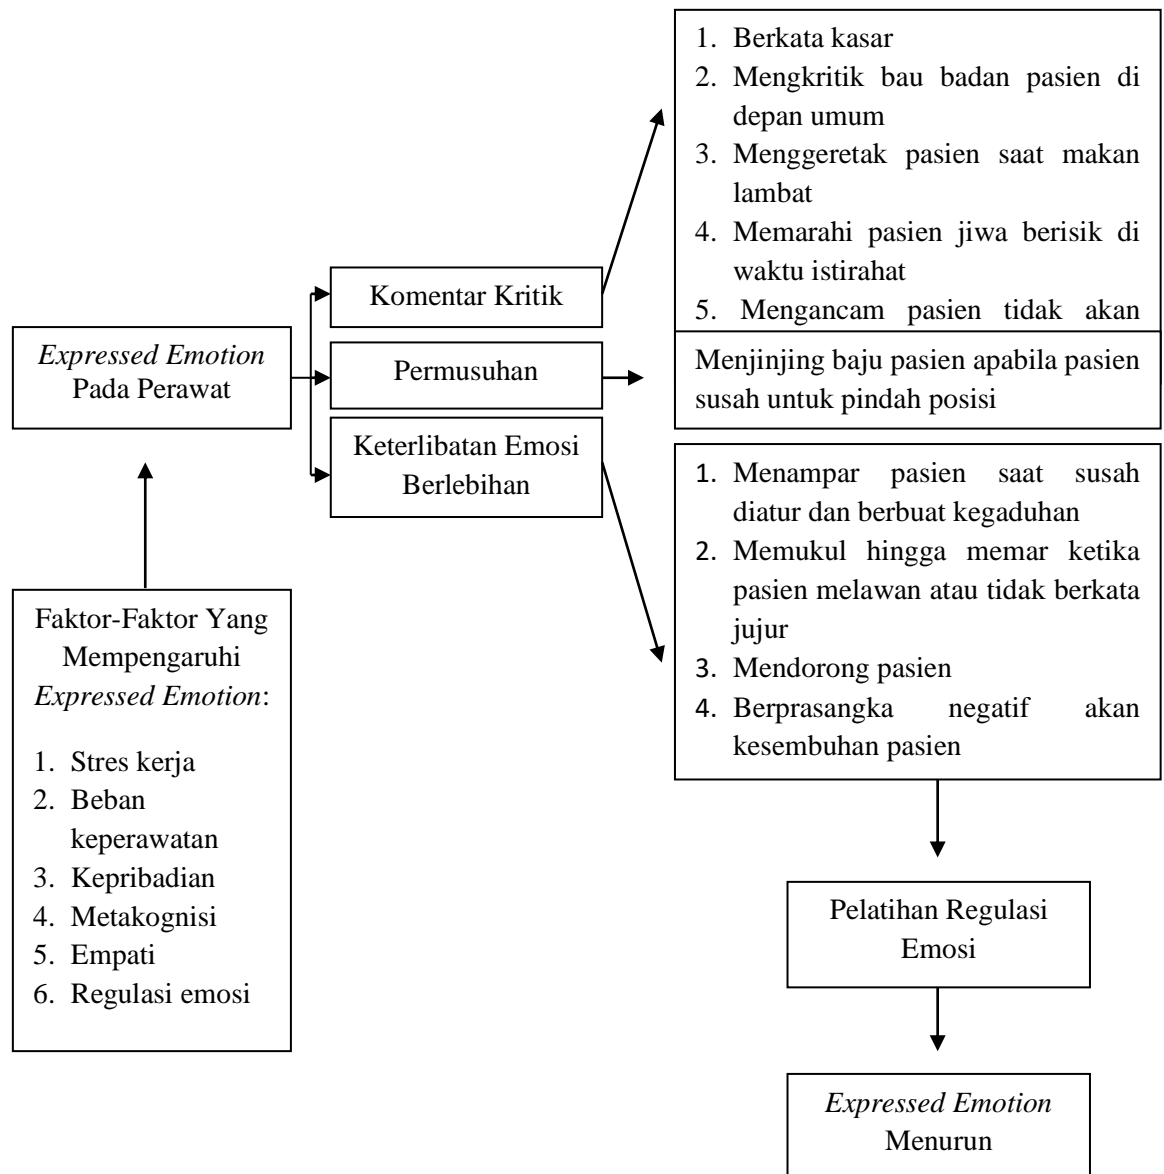 1. Berkata kasar
2. Mengkritik bau badan pasien di
depan umum
3. Menggeretak pasien saat makan
lambat
4. Memarahi pasien jiwa berisik di
waktu istirahat
5. Mengancam pasien tidak akan
Komentar Kritik
Expressed Emotion
Pada Perawat
Permusuhan
Menjinjing baju pasien apabila pasien
susah untuk pindah posisi
Keterlibatan Emosi
Berlebihan
1. Menampar pasien saat susah
diatur dan berbuat kegaduhan
2. Memukul hingga memar ketika
pasien melawan atau tidak berkata
jujur
3. Mendorong pasien
4. Berprasangka negatif akan
kesembuhan pasien
Faktor-Faktor Yang
Mempengaruhi
Expressed Emotion:
1. Stres kerja
2. Beban
keperawatan
3. Kepribadian
4. Metakognisi
5. Empati
6. Regulasi emosi
Pelatihan Regulasi
Emosi
Expressed Emotion
Menurun